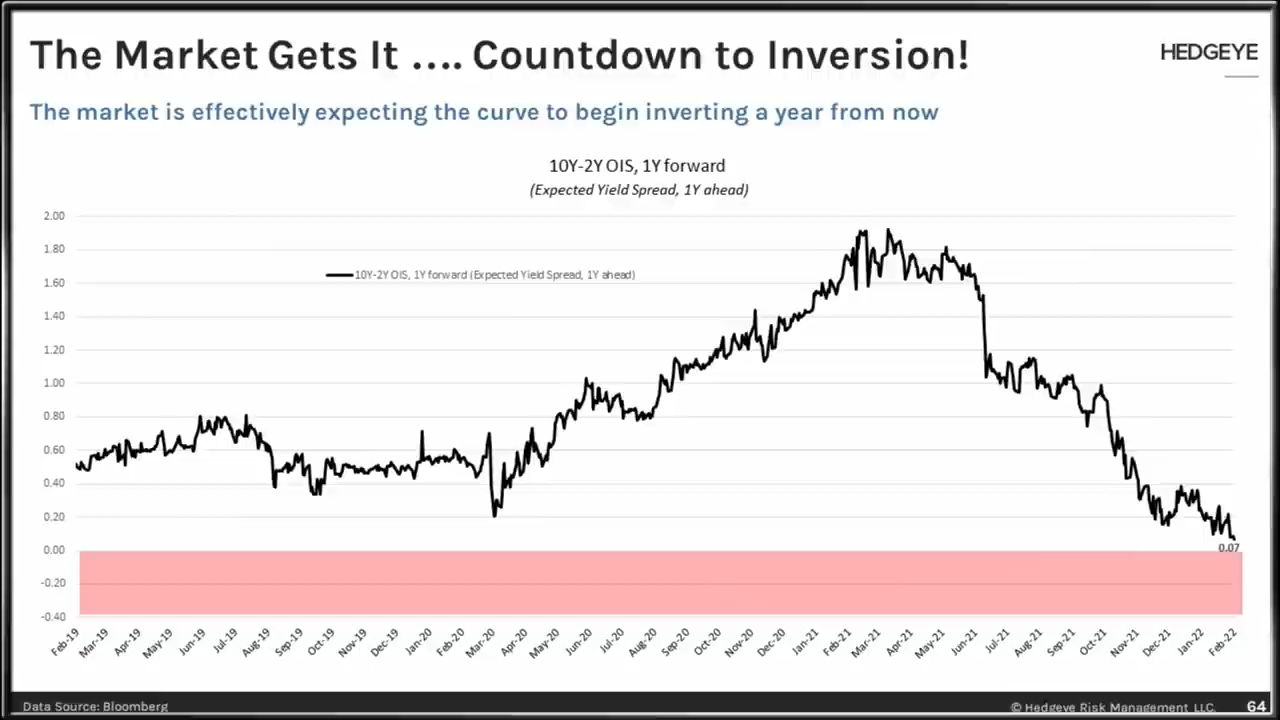 The Market Gets It .... Countdown to Inversion!
HEDGEYE
The market is effectively expecting the curve to begin inverting a year from now
10Y-2Y OIS, 1Y forward
(Expected Yield Spread, 1Y ahead)
2.00
1.80
10Y-2Y OIS, 1Y forward (Expected Yield Spread, 1Y ahead)
1.60
1.40
1.20
1.00
0.80
0.60
0.40
0.20
0.00
0.07
-0.20
-0.40
Feb-19 Mar-19 Apr-19 May-19 Jun-19 Jul-19 Aug-19 Sep-19 Oct-19 Nov-19 Dec-19 Jan-20 Feb-20 Mar-20 Apr-20 May-20 Jun-20 Jul-20 Aug-20 Sep-20 Oct-20 Nov-20 Dec-20 Jan-21 Feb-21 Mar-21 Apr-21 May-21 Jun-21 Jul-21 Aug-21 Sep-21 Oct-21 Nov-21 Dec-21 Jan-22 Feb-22
Data Source: Bloomberg
© Hedgeye Risk Management LLC.
64